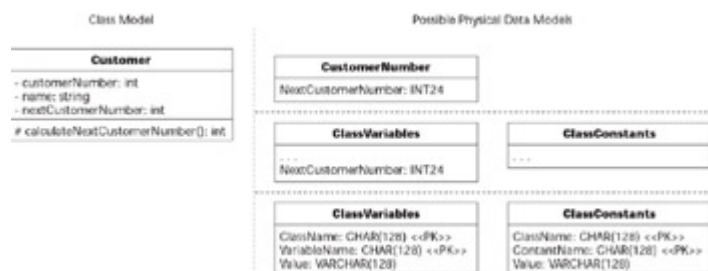 Class Model
Possible Physical Data Models
Customer
- customerNumber: int
- name: string
- nextCustomerNumber: int
# calculateNextCustomerNumber(): int
CustomerNumber
NextCustomerNumber: INT24
ClassVariables
. . .
NextCustomerNumber: INT24
ClassConstants
. . .
ClassVariables
ClassName: CHAR(128) <<PK>>
VariableName: CHAR(128) <<PK>>
Value: VARCHAR(128)
ClassConstants
ClassName: CHAR(128) <<PK>>
ContantName: CHAR(128) <<PK>>
Value: VARCHAR(128)